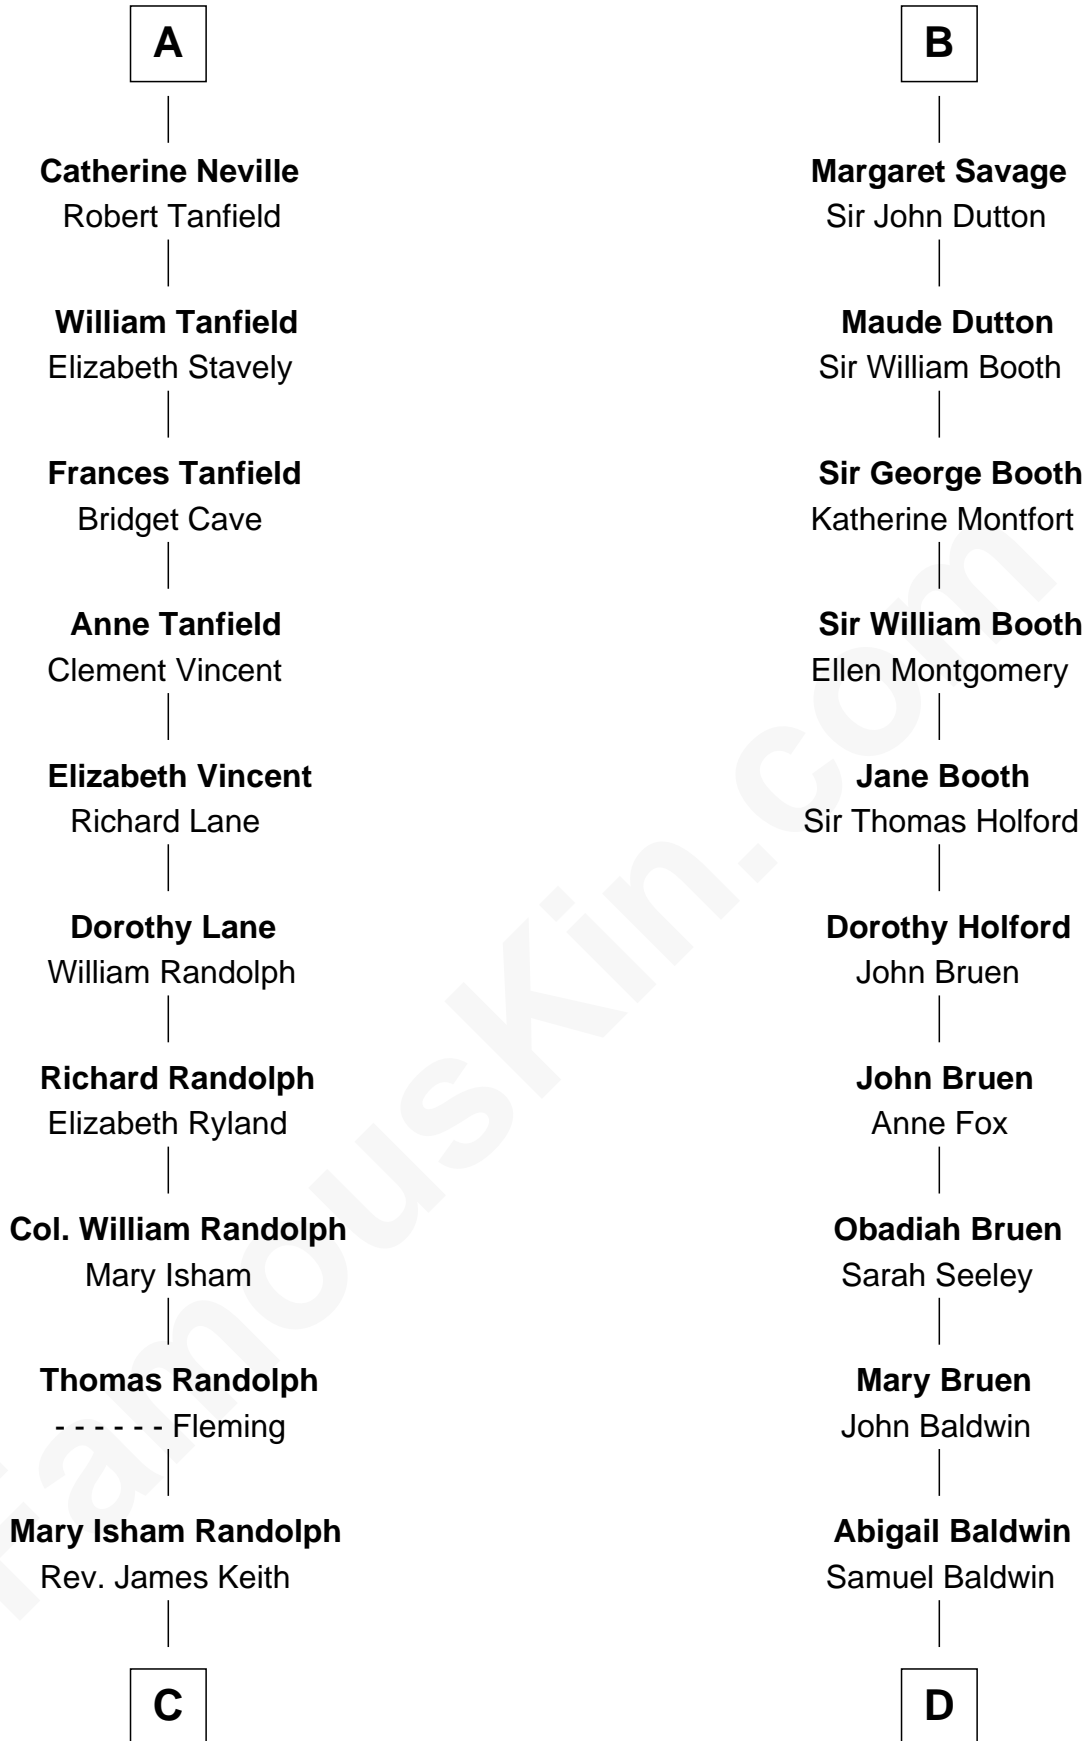 A
Catherine Neville
Robert Tanfield
William Tanfield
Elizabeth Stavely
Frances Tanfield
Bridget Cave
Anne Tanfield
Clement Vincent
Elizabeth Vincent
Richard Lane
Dorothy Lane
William Randolph
Richard Randolph
Elizabeth Ryland
Col. William Randolph
Mary Isham
Thomas Randolph
- - - - - - Fleming
Mary Isham Randolph
Rev. James Keith
C
B
Margaret Savage
Sir John Dutton
Maude Dutton
Sir William Booth
Sir George Booth
Katherine Montfort
Sir William Booth
Ellen Montgomery
Jane Booth
Sir Thomas Holford
Dorothy Holford
John Bruen
John Bruen
Anne Fox
Obadiah Bruen
Sarah Seeley
Mary Bruen
John Baldwin
Abigail Baldwin
Samuel Baldwin
D
FamousKin.com